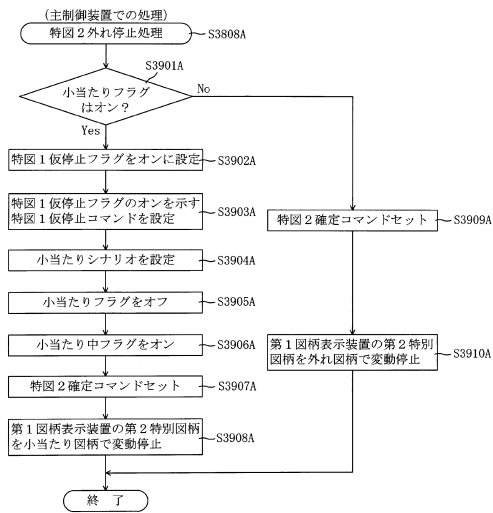 (主制御装置での処理)
特図2外れ停止処理
S3808A
S3901A
小当たりフラグ
はオン？
No
Yes
特図1仮停止フラグをオンに設定
S3902A
特図1仮停止フラグのオンを示す
特図1仮停止コマンドを設定
S3903A
特図2確定コマンドセット
S3909A
小当たりシナリオを設定
S3904A
小当たりフラグをオフ
S3905A
小当たり中フラグをオン
S3906A
第1図柄表示装置の第2特別
図柄を外れ図柄で変動停止
S3910A
特図2確定コマンドセット
S3907A
第1図柄表示装置の第2特別図柄
を小当たり図柄で変動停止
S3908A
終 了